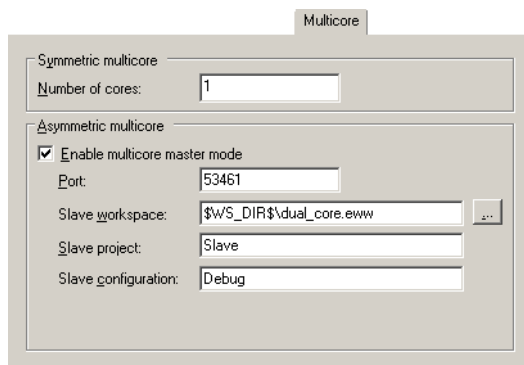 Multicore
Symmetric multicore
Number of cores: 1
Asymmetric multicore
Enable multicore master mode
Port: 53461
Slave workspace: $WS_DIR$\dual_core.eww ...
Slave project: Slave
Slave configuration: Debug